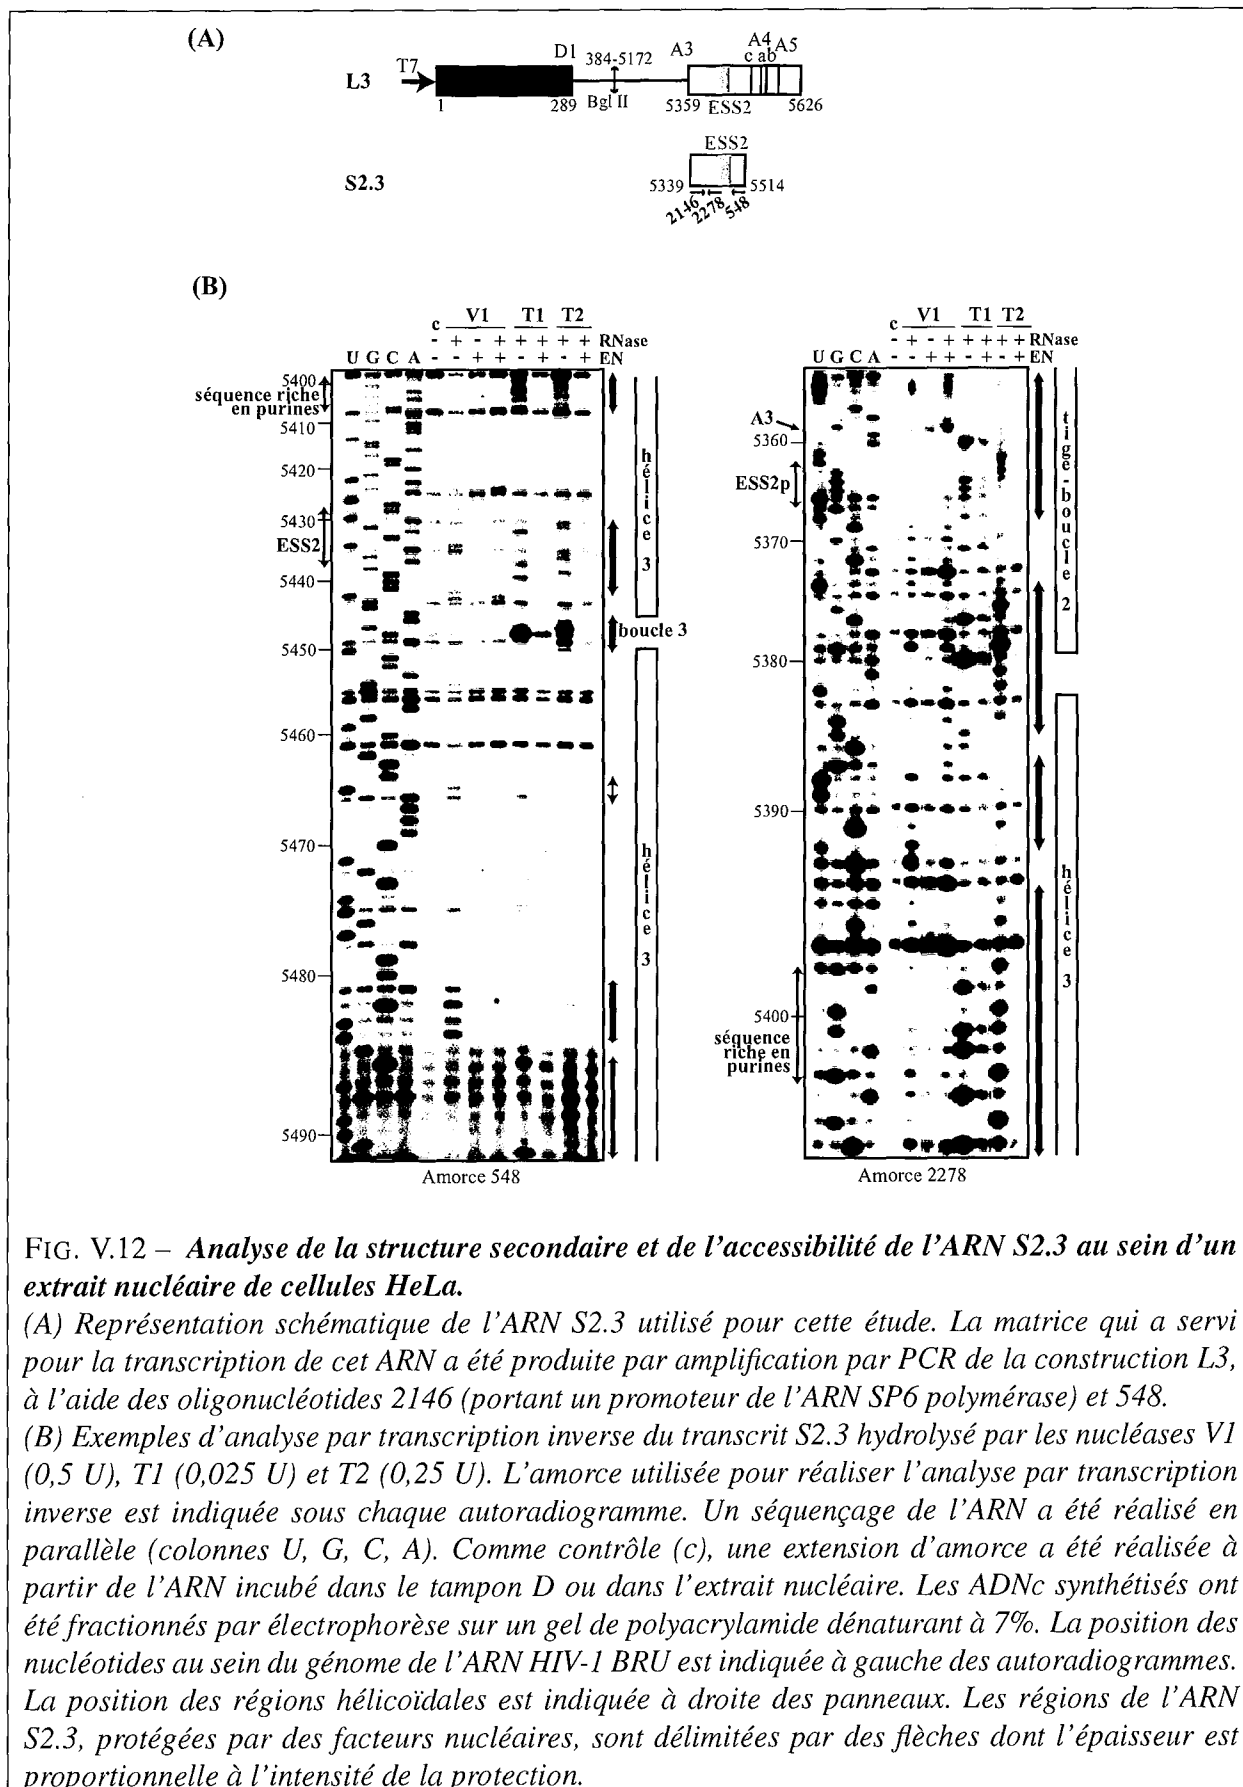 (A)
A4
D1 384-5172 A3 c ab A5
T7
L3
1 289 Bgl II 5359 ESS2 5626
ESS2
S2.3
5339 5514
2146 2278 548
(B)
c V1 T1 T2
- + - + - + - + RNase
U G C A - - + + - + - + EN
5400
séquence riche
en purines
5410
5420
5430
ESS2
5440
5450
5460
5470
5480
5490
hélice 3
boucle 3
hélice 3
Amorce 548
c V1 T1 T2
- + - + + + + + RNase
U G C A - - + + - + - + EN
A3
5360
ESS2p
5370
5380
5390
5400
séquence
riche en
purines
tige-boucle 2
hélice 3
Amorce 2278
FIG. V.12 – Analyse de la structure secondaire et de l'accessibilité de l'ARN S2.3 au sein d'un
extrait nucléaire de cellules HeLa.
(A) Représentation schématique de l'ARN S2.3 utilisé pour cette étude. La matrice qui a servi
pour la transcription de cet ARN a été produite par amplification par PCR de la construction L3,
à l'aide des oligonucléotides 2146 (portant un promoteur de l'ARN SP6 polymérase) et 548.
(B) Exemples d'analyse par transcription inverse du transcrit S2.3 hydrolysé par les nucléases V1
(0,5 U), T1 (0,025 U) et T2 (0,25 U). L'amorce utilisée pour réaliser l'analyse par transcription
inverse est indiquée sous chaque autoradiogramme. Un séquençage de l'ARN a été réalisé en
parallèle (colonnes U, G, C, A). Comme contrôle (c), une extension d'amorce a été réalisée à
partir de l'ARN incubé dans le tampon D ou dans l'extrait nucléaire. Les ADNc synthétisés ont
été fractionnés par électrophorèse sur un gel de polyacrylamide dénaturant à 7%. La position des
nucléotides au sein du génome de l'ARN HIV-1 BRU est indiquée à gauche des autoradiogrammes.
La position des régions hélicoïdales est indiquée à droite des panneaux. Les régions de l'ARN
S2.3, protégées par des facteurs nucléaires, sont délimitées par des flèches dont l'épaisseur est
proportionnelle à l'intensité de la protection.